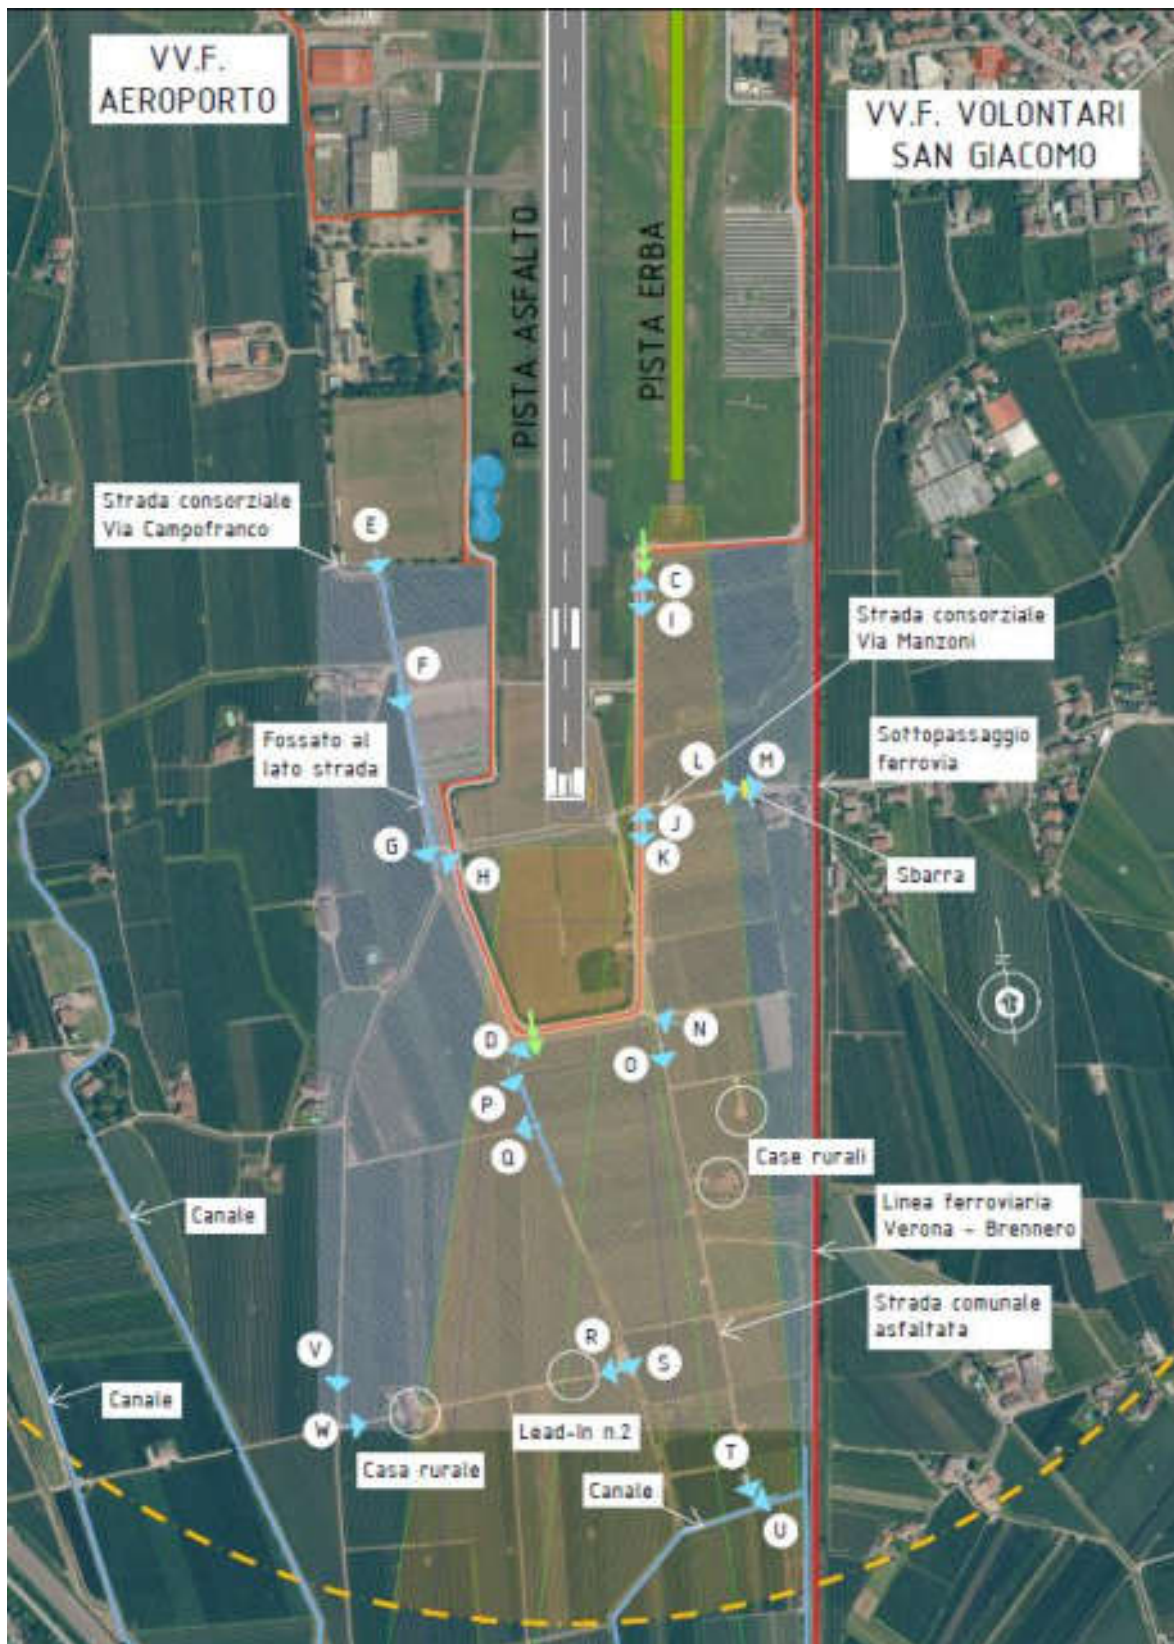 VV.F.
AEROPORTO
VV.F. VOLONTARI
SAN GIACOMO
PISTA ASFALTO
PISTA ERBA
Strada consorziale
Via Campofranco
E
C
I
Strada consorziale
Via Manzoni
F
Fossato al
lato strada
Sottopassaggio
ferrovia
L
M
J
K
G
H
Sbarra
N
D
N
O
P
Q
Case rurali
Canale
Linea ferroviaria
Verona - Brennero
Strada comunale
asfaltata
R
S
V
Canale
W
Lead-in n.2
Casa rurale
T
Canale
U